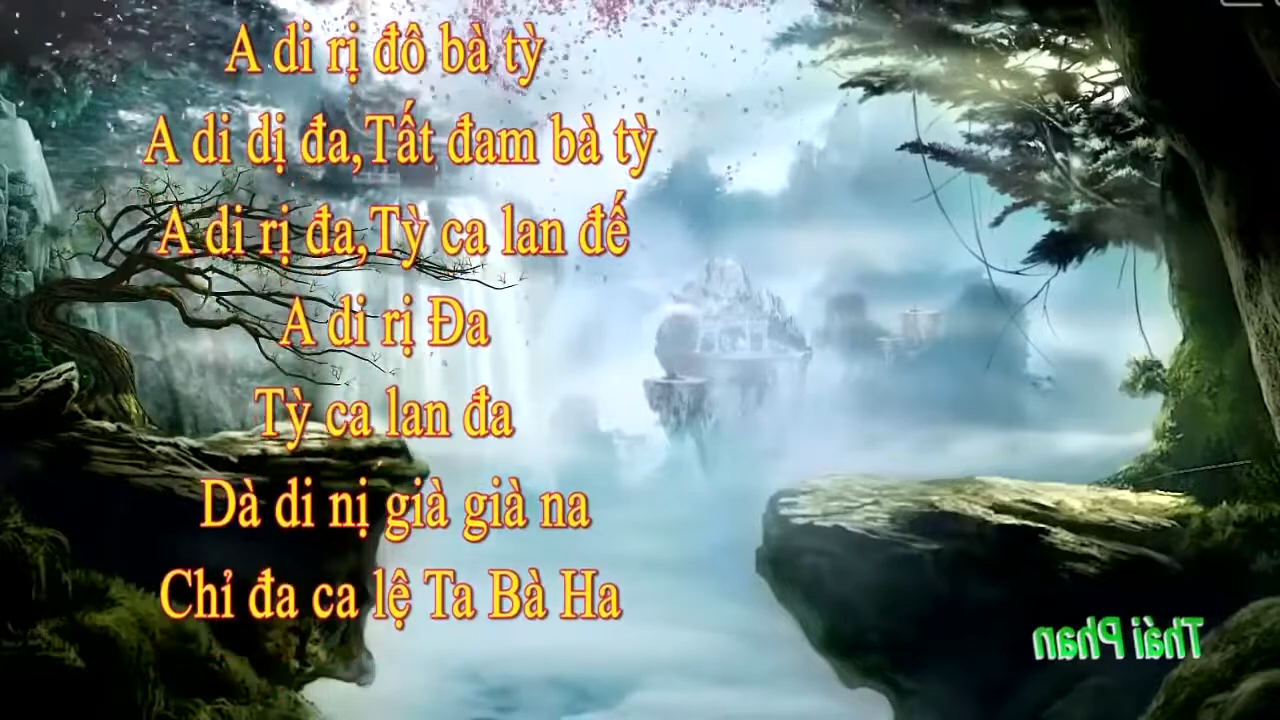 A di rị đô bà tỳ
A di dị đa,Tất đam bà tỳ
A di rị đa,Tỳ ca lan đế
A di rị Đa
Tỳ ca lan đa
Dà di nị già già na
Chỉ đa ca lệ Ta Bà Ha
Thái Phan